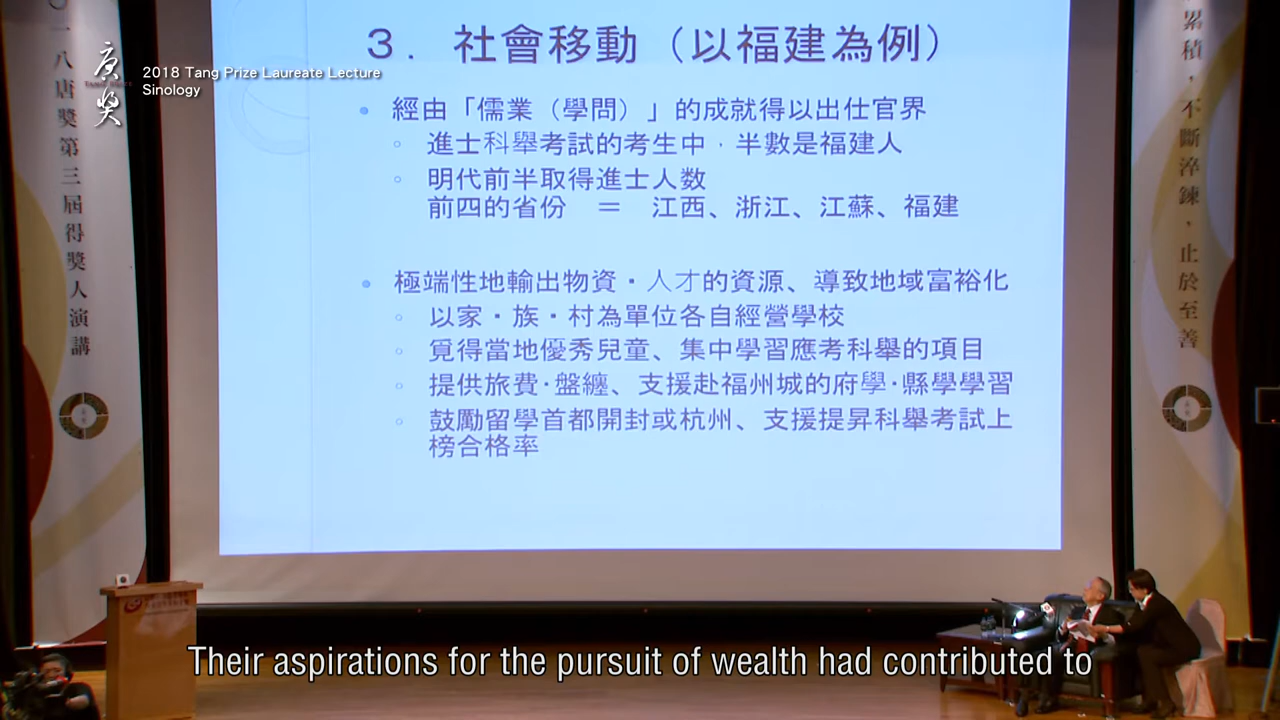 3. 社會移動（以福建為例）
2018 Tang Prize Laureate Lecture
Sinology
唐獎
• 經由「儒業（學問）」的成就得以出仕官界
◦ 進士科舉考試的考生中，半數是福建人
◦ 明代前半取得進士人数
前四的省份 ＝ 江西、浙江、江蘇、福建
• 極端性地輸出物資・人才的資源、導致地域富裕化
◦ 以家・族・村為單位各自經營學校
◦ 覓得當地優秀兒童、集中學習應考科舉的項目
◦ 提供旅費·盤纏、支援赴福州城的府學·縣學學習
◦ 鼓勵留學首都開封或杭州、支援提昇科舉考試上
榜合格率
一八唐獎第三屆得獎人演講
累積，不斷淬鍊，止於至善
Their aspirations for the pursuit of wealth had contributed to